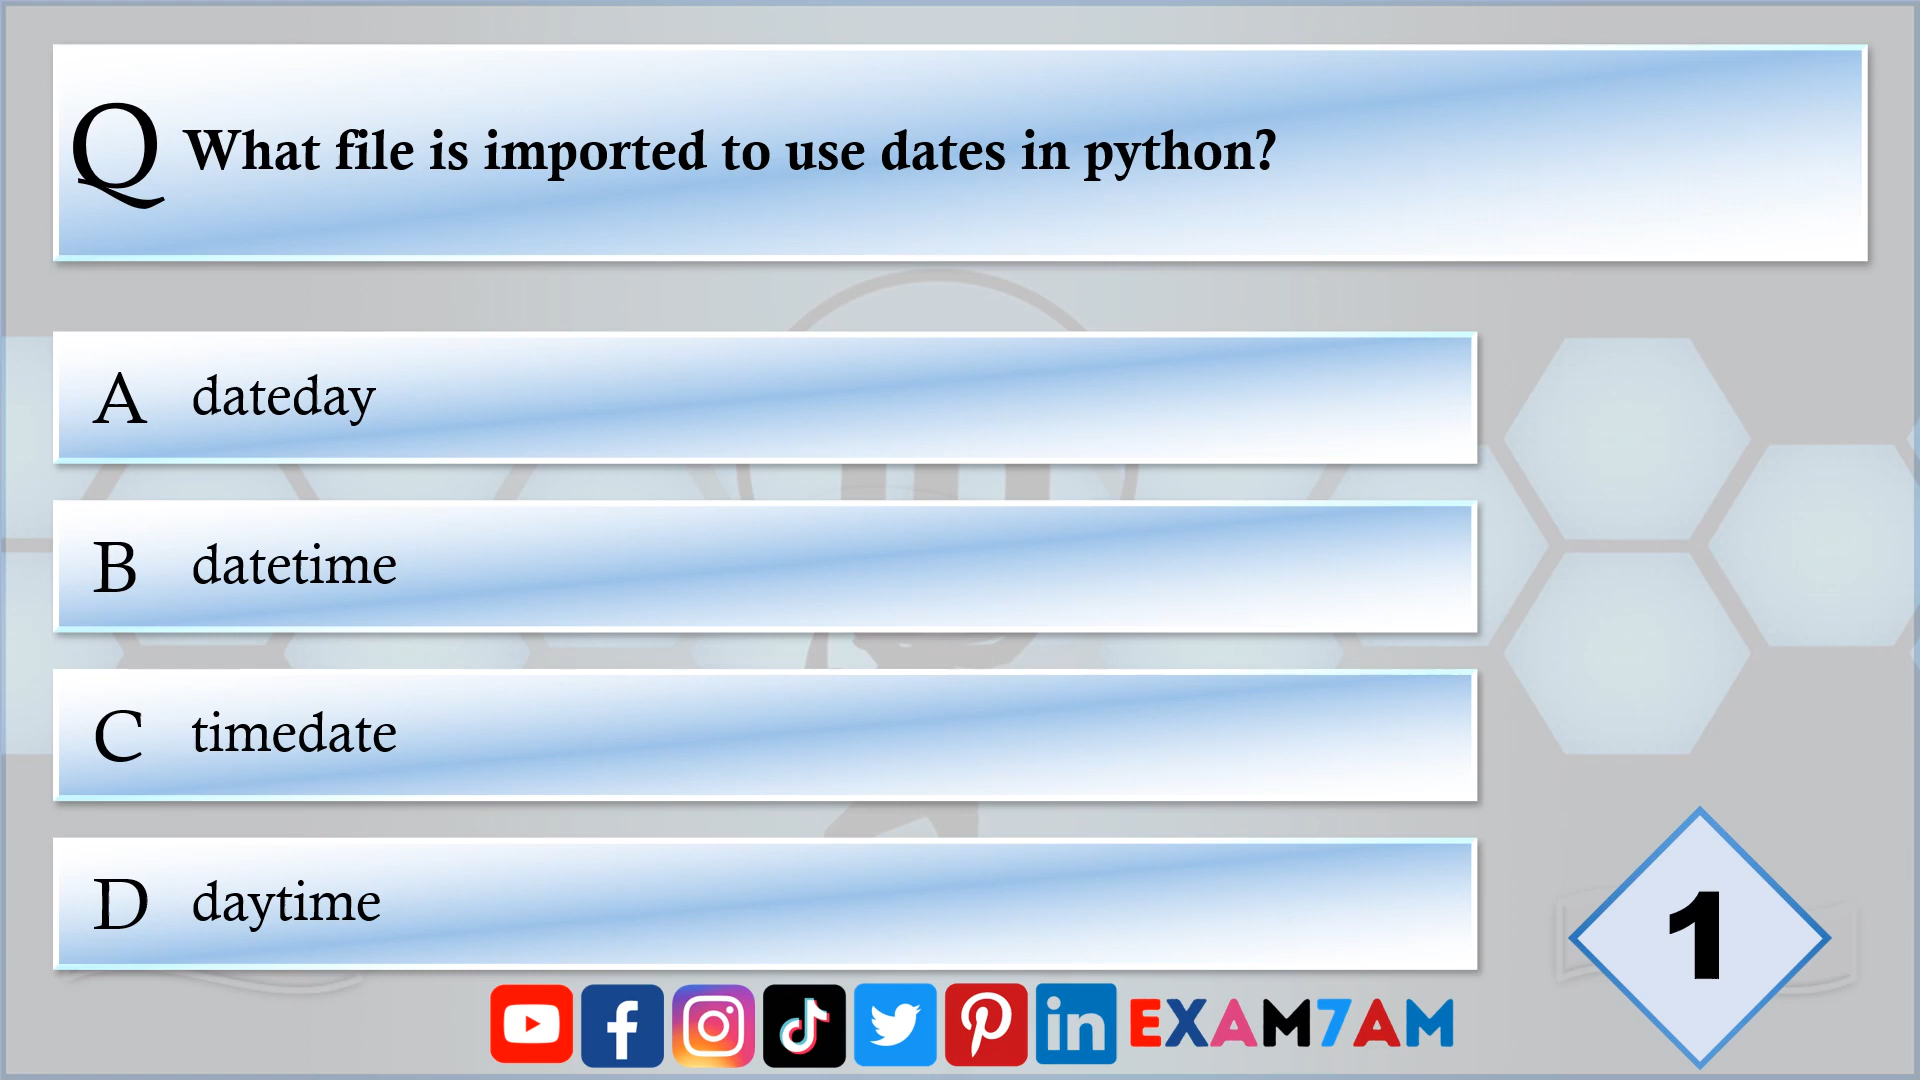 Q What file is imported to use dates in python?
A dateday
B datetime
C timedate
D daytime
1
EXAM7AM